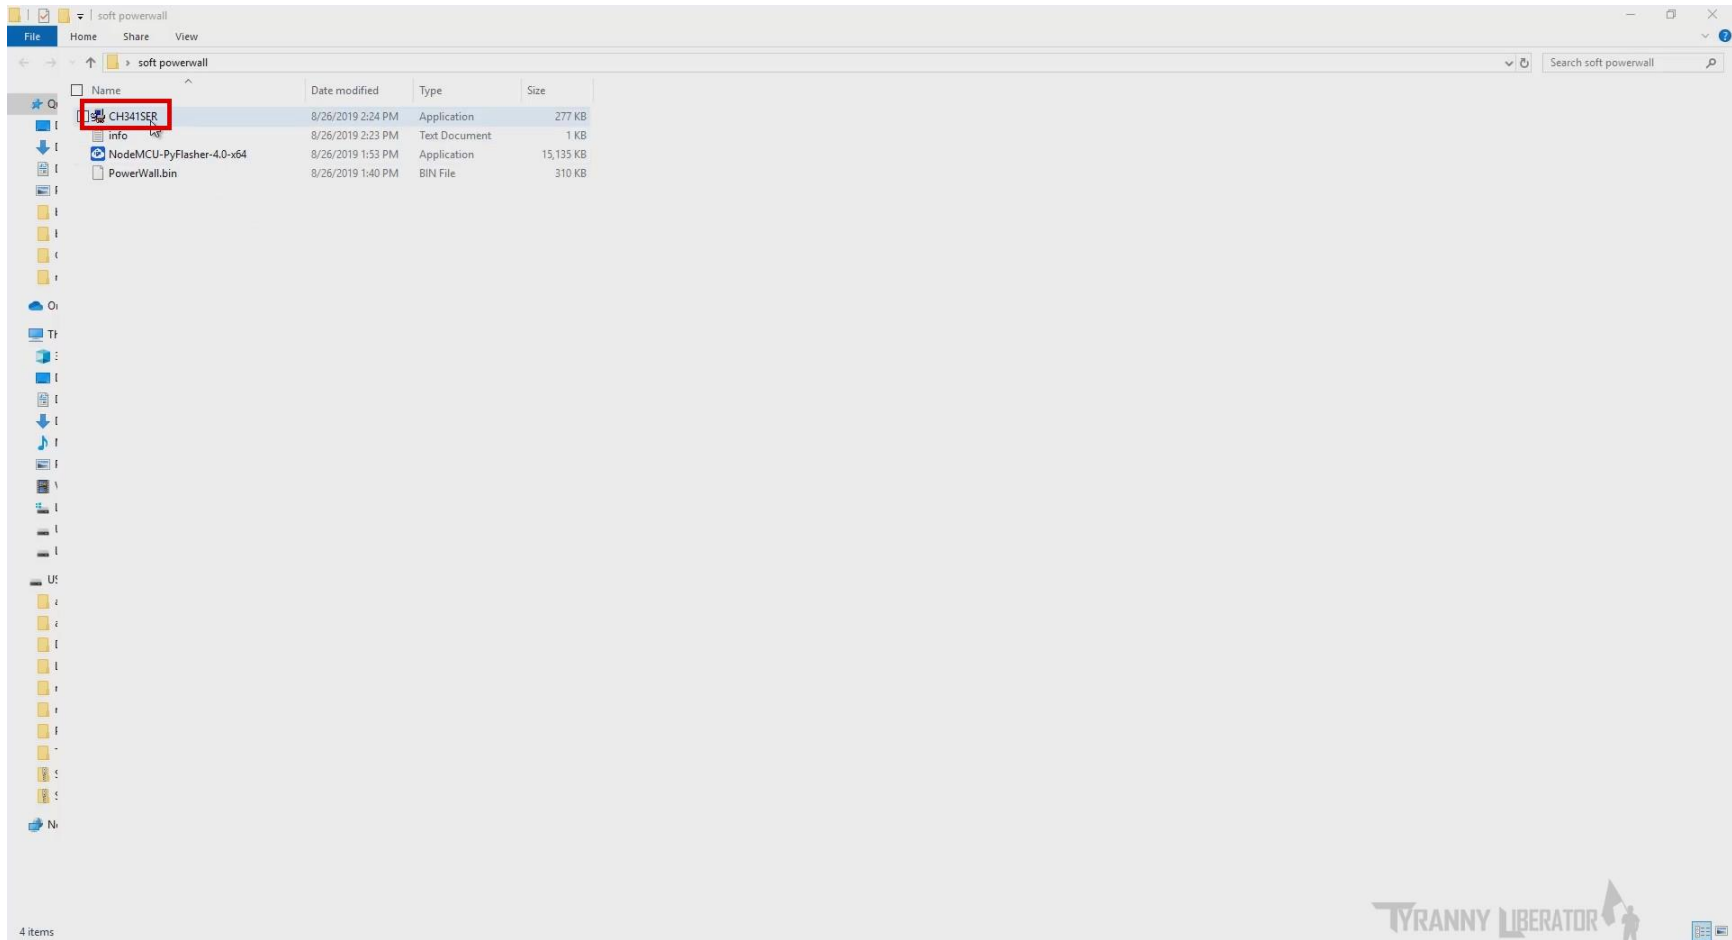 soft powerwall
File Home Share View
soft powerwall
Search soft powerwall
Name Date modified Type Size
CH341SER 8/26/2019 2:24 PM Application 277 KB
info 8/26/2019 2:23 PM Text Document 1 KB
NodeMCU-PyFlasher-4.0-x64 8/26/2019 1:53 PM Application 15,135 KB
PowerWall.bin 8/26/2019 1:40 PM BIN File 310 KB
TYRANNY LIBERATOR
4 items